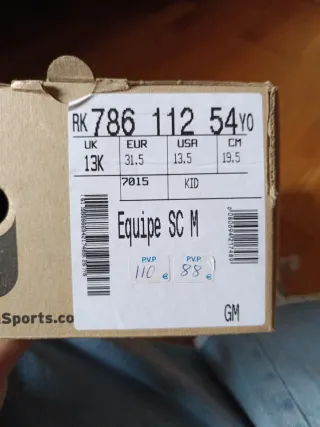 RK 786 112 54 YO
UK EUR USA CM
13K 31.5 13.5 19.5
7015 KID
Equipe SC M
P.V.P. P.V.P.
110 € 88 €
GM
Sports.co